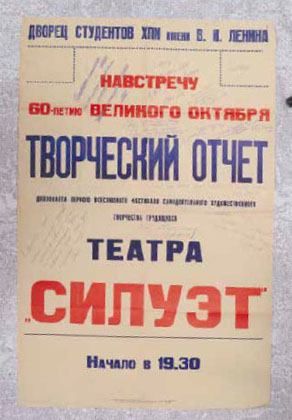 ДВОРЕЦ СТУДЕНТОВ ХПИ ИМЕНИ В. И. ЛЕНИНА
НАВСТРЕЧУ
60-ЛЕТИЮ ВЕЛИКОГО ОКТЯБРЯ
ТВОРЧЕСКИЙ ОТЧЕТ
ДИПЛОМАНТА ПЕРВОГО ВСЕСОЮЗНОГО ФЕСТИВАЛЯ САМОДЕЯТЕЛЬНОГО ХУДОЖЕСТВЕННОГО
ТВОРЧЕСТВА ТРУДЯЩИХСЯ
ТЕАТРА
„СИЛУЭТ"
НАЧАЛО В 19.30